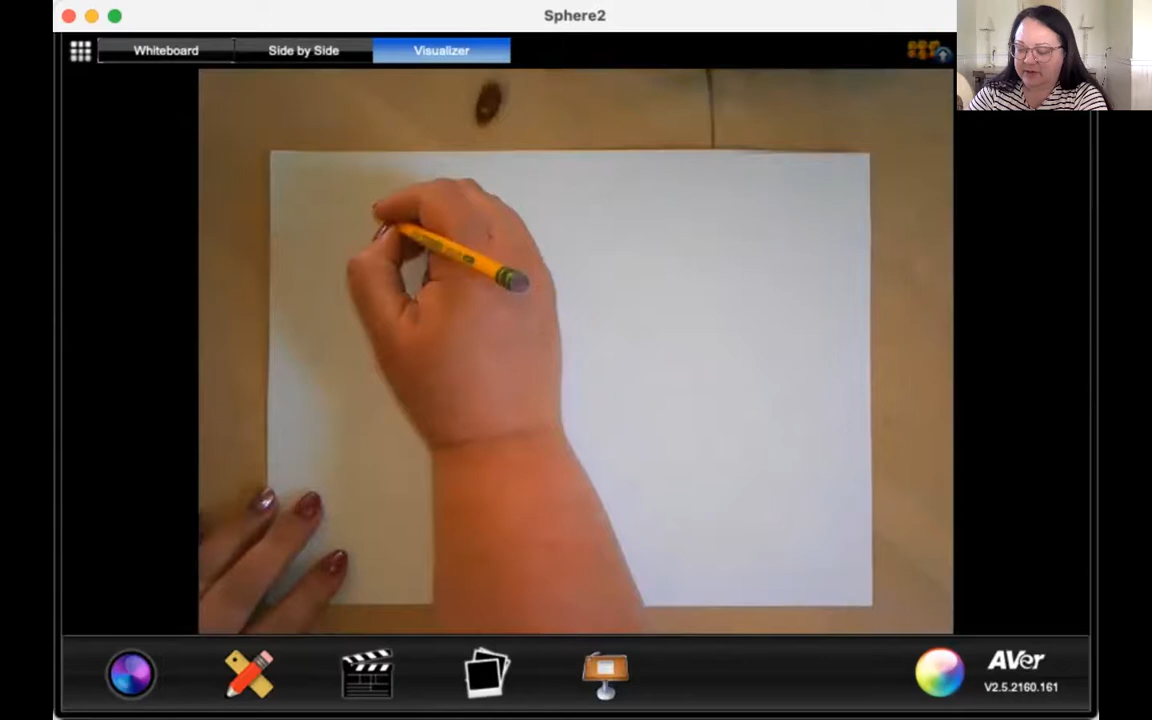 Sphere2
Whiteboard
Side by Side
Visualizer
AVer
V2.5.2160.161